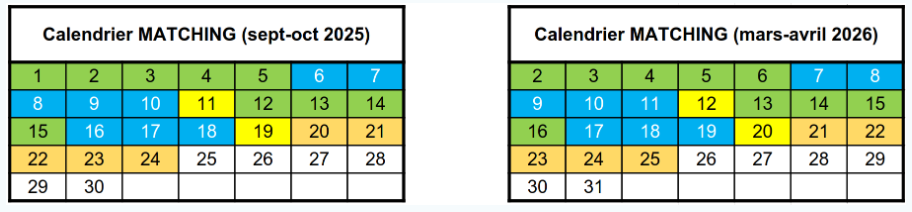 Calendrier MATCHING (sept-oct 2025)
1 2 3 4 5 6 7
8 9 10 11 12 13 14
15 16 17 18 19 20 21
22 23 24 25 26 27 28
29 30
Calendrier MATCHING (mars-avril 2026)
2 3 4 5 6 7 8
9 10 11 12 13 14 15
16 17 18 19 20 21 22
23 24 25 26 27 28 29
30 31